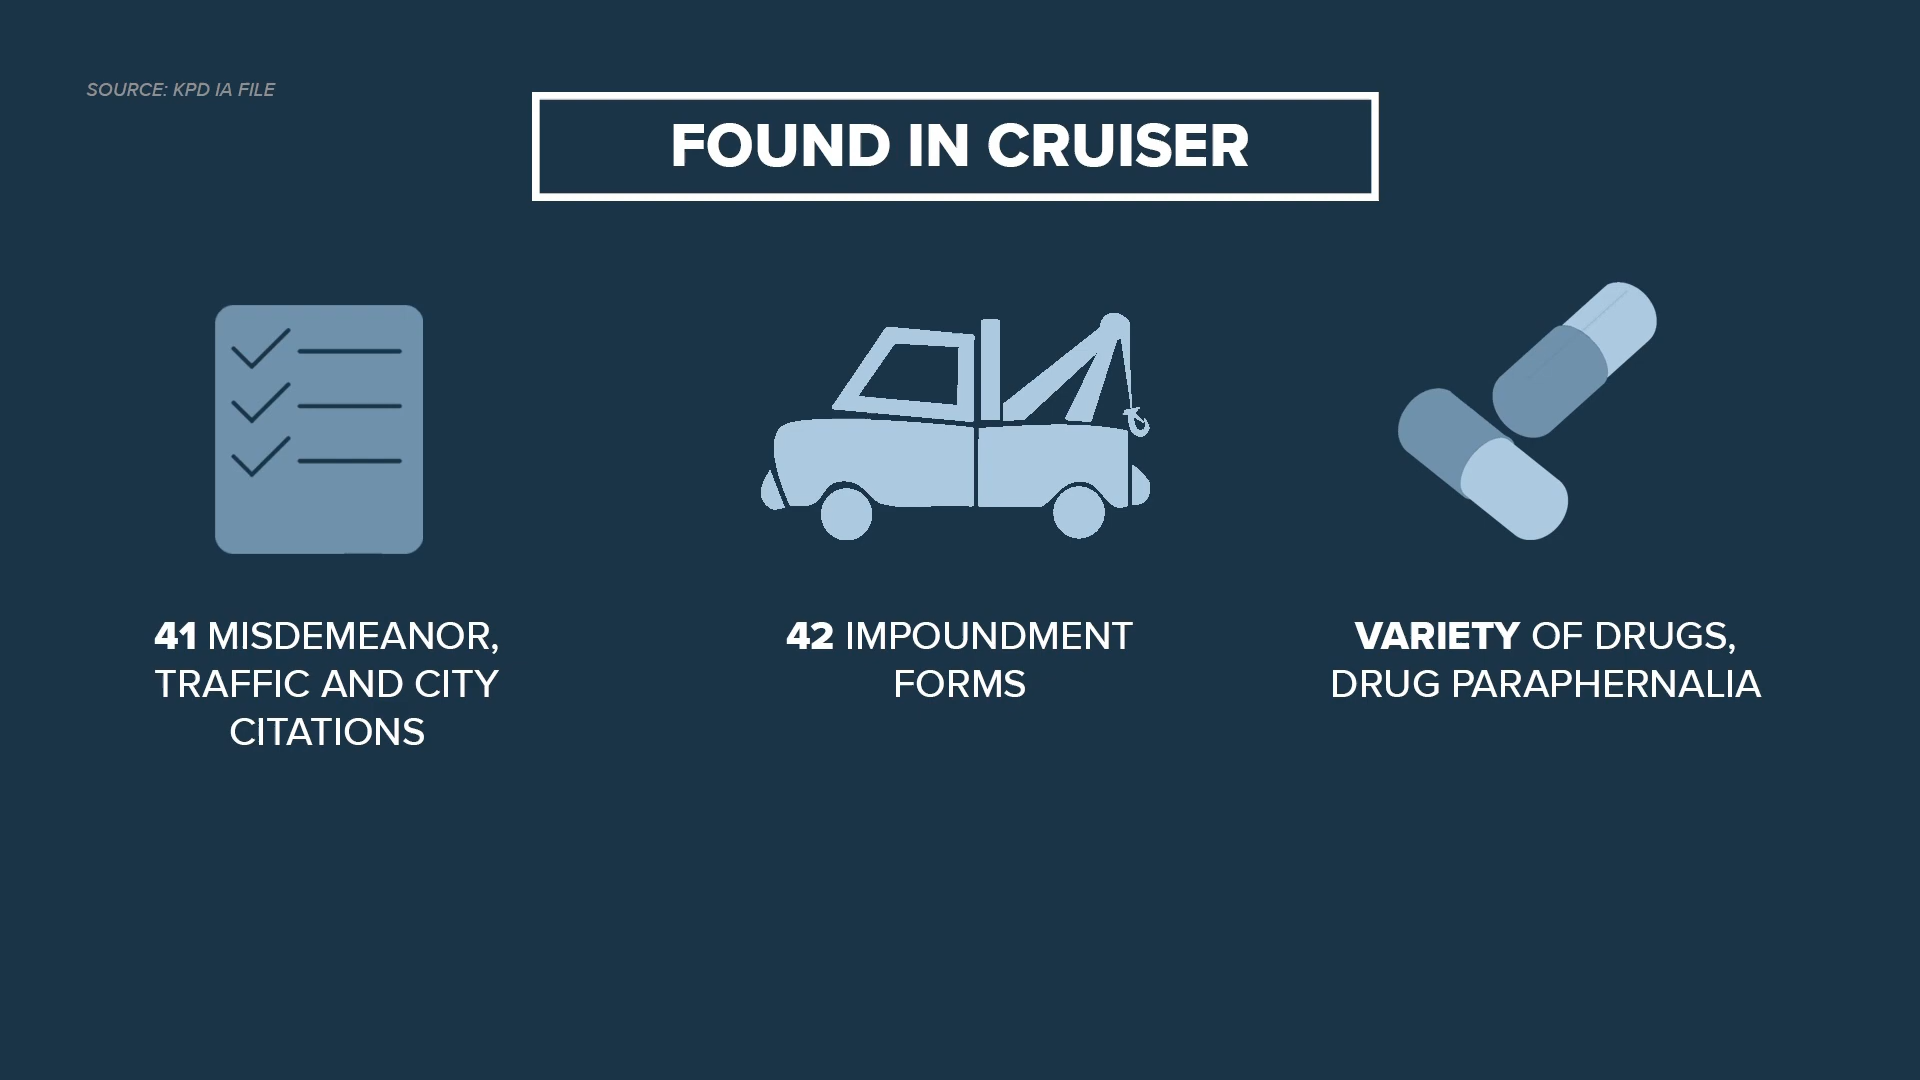 SOURCE: KPD IA FILE
FOUND IN CRUISER
41 MISDEMEANOR,
TRAFFIC AND CITY
CITATIONS
42 IMPOUNDMENT
FORMS
VARIETY OF DRUGS,
DRUG PARAPHERNALIA